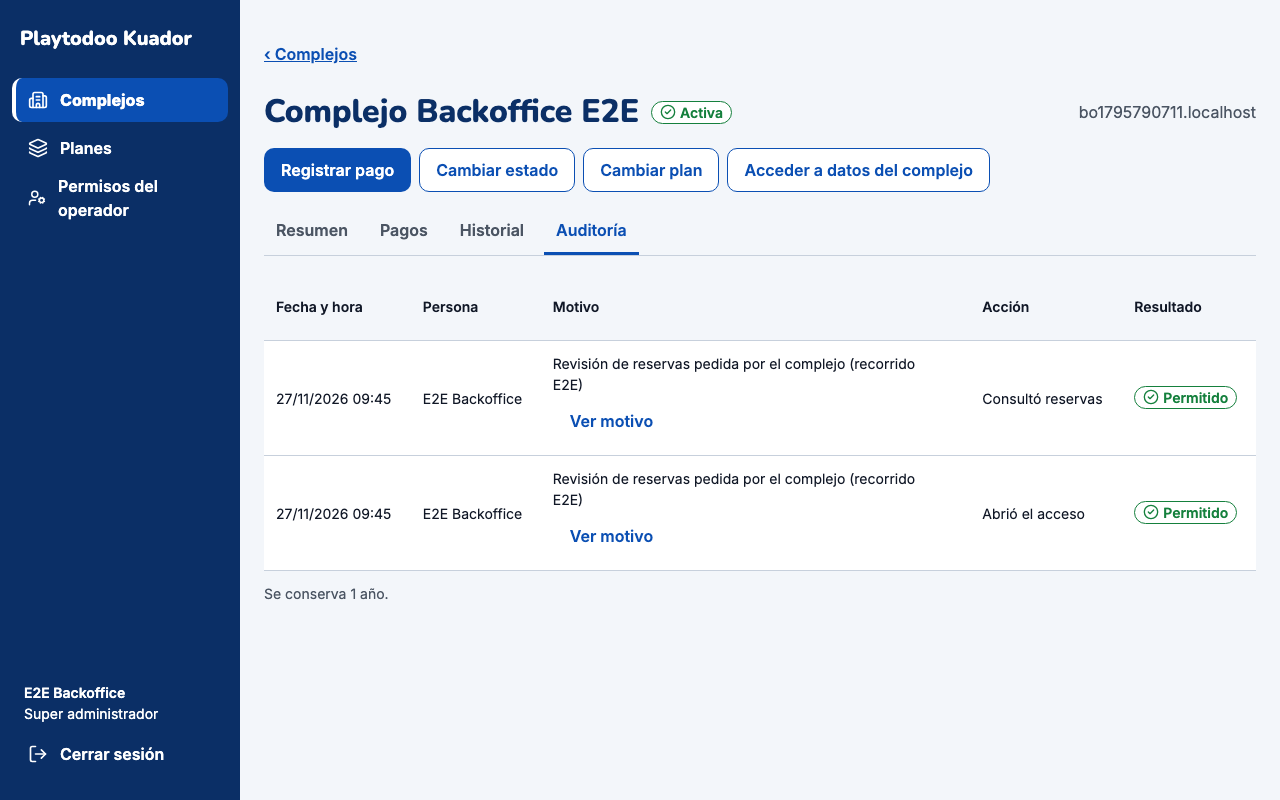 Playtodoo Kuador
Complejos
Planes
Permisos del
operador
E2E Backoffice
Super administrador
Cerrar sesión
‹ Complejos
Complejo Backoffice E2E
Activa
bo1795790711.localhost
Registrar pago
Cambiar estado
Cambiar plan
Acceder a datos del complejo
Resumen
Pagos
Historial
Auditoría
Fecha y hora
Persona
Motivo
Acción
Resultado
27/11/2026 09:45
E2E Backoffice
Revisión de reservas pedida por el complejo (recorrido
E2E)
Ver motivo
Consultó reservas
Permitido
27/11/2026 09:45
E2E Backoffice
Revisión de reservas pedida por el complejo (recorrido
E2E)
Ver motivo
Abrió el acceso
Permitido
Se conserva 1 año.